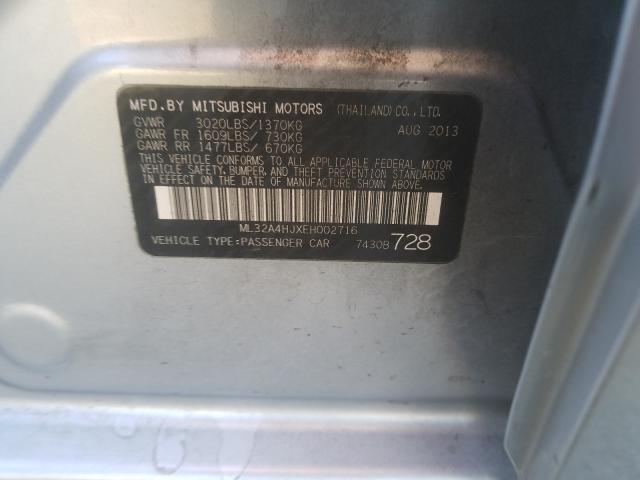 MFD.BY MITSUBISHI MOTORS (THAILAND)CO.,LTD.
GVWR 3020LBS/1370KG AUG 2013
GAWR FR 1609LBS/ 730KG
GAWR RR 1477LBS/ 670KG
THIS VEHICLE CONFORMS TO ALL APPLICABLE FEDERAL MOTOR
VEHICLE SAFETY,BUMPER,AND THEFT PREVENTION STANDARDS
IN EFFECT ON THE DATE OF MANUFACTURE SHOWN ABOVE.
ML32A4HJXEH002716
VEHICLE TYPE:PASSENGER CAR 7430B 728